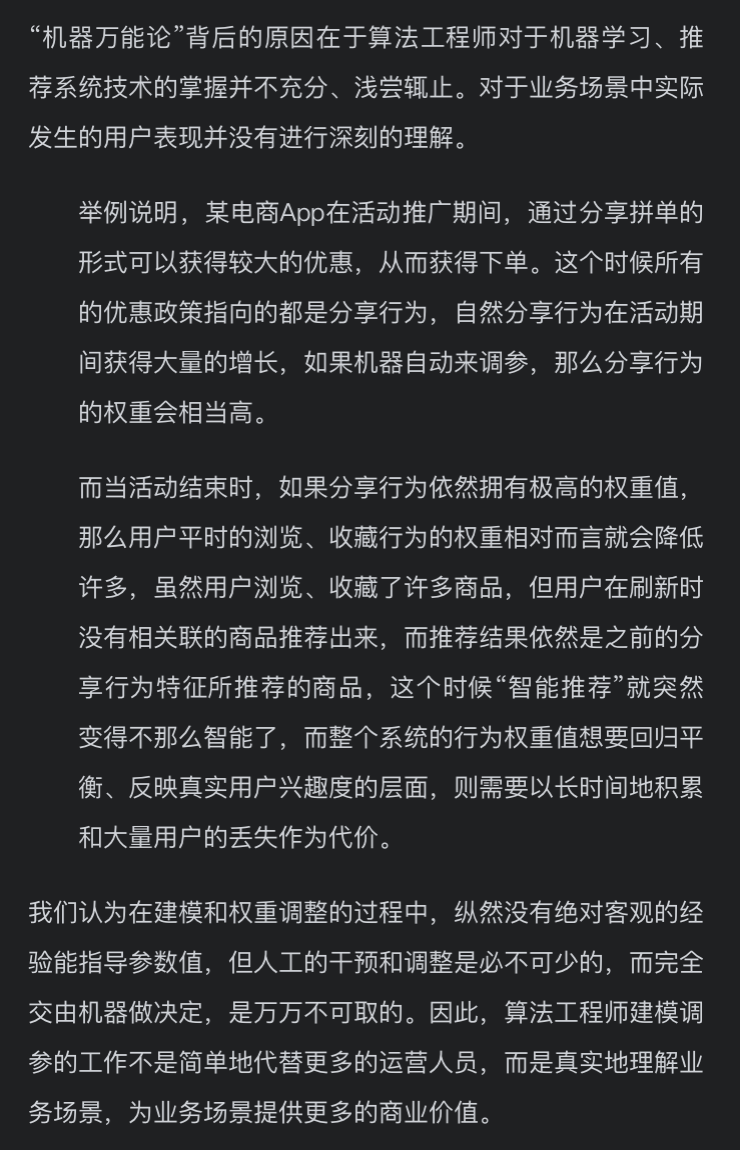 “机器万能论”背后的原因在于算法工程师对于机器学习、推
荐系统技术的掌握并不充分、浅尝辄止。对于业务场景中实际
发生的用户表现并没有进行深刻的理解。
举例说明，某电商App在活动推广期间，通过分享拼单的
形式可以获得较大的优惠，从而获得下单。这个时候所有
的优惠政策指向的都是分享行为，自然分享行为在活动期
间获得大量的增长，如果机器自动来调参，那么分享行为
的权重会相当高。
而当活动结束时，如果分享行为依然拥有极高的权重值，
那么用户平时的浏览、收藏行为的权重相对而言就会降低
许多，虽然用户浏览、收藏了许多商品，但用户在刷新时
没有相关联的商品推荐出来，而推荐结果依然是之前的分
享行为特征所推荐的商品，这个时候“智能推荐”就突然
变得不那么智能了，而整个系统的行为权重值想要回归平
衡、反映真实用户兴趣度的层面，则需要以长时间地积累
和大量用户的丢失作为代价。
我们认为在建模和权重调整的过程中，纵然没有绝对客观的经
验能指导参数值，但人工的干预和调整是必不可少的，而完全
交由机器做决定，是万万不可取的。因此，算法工程师建模调
参的工作不是简单地代替更多的运营人员，而是真实地理解业
务场景，为业务场景提供更多的商业价值。